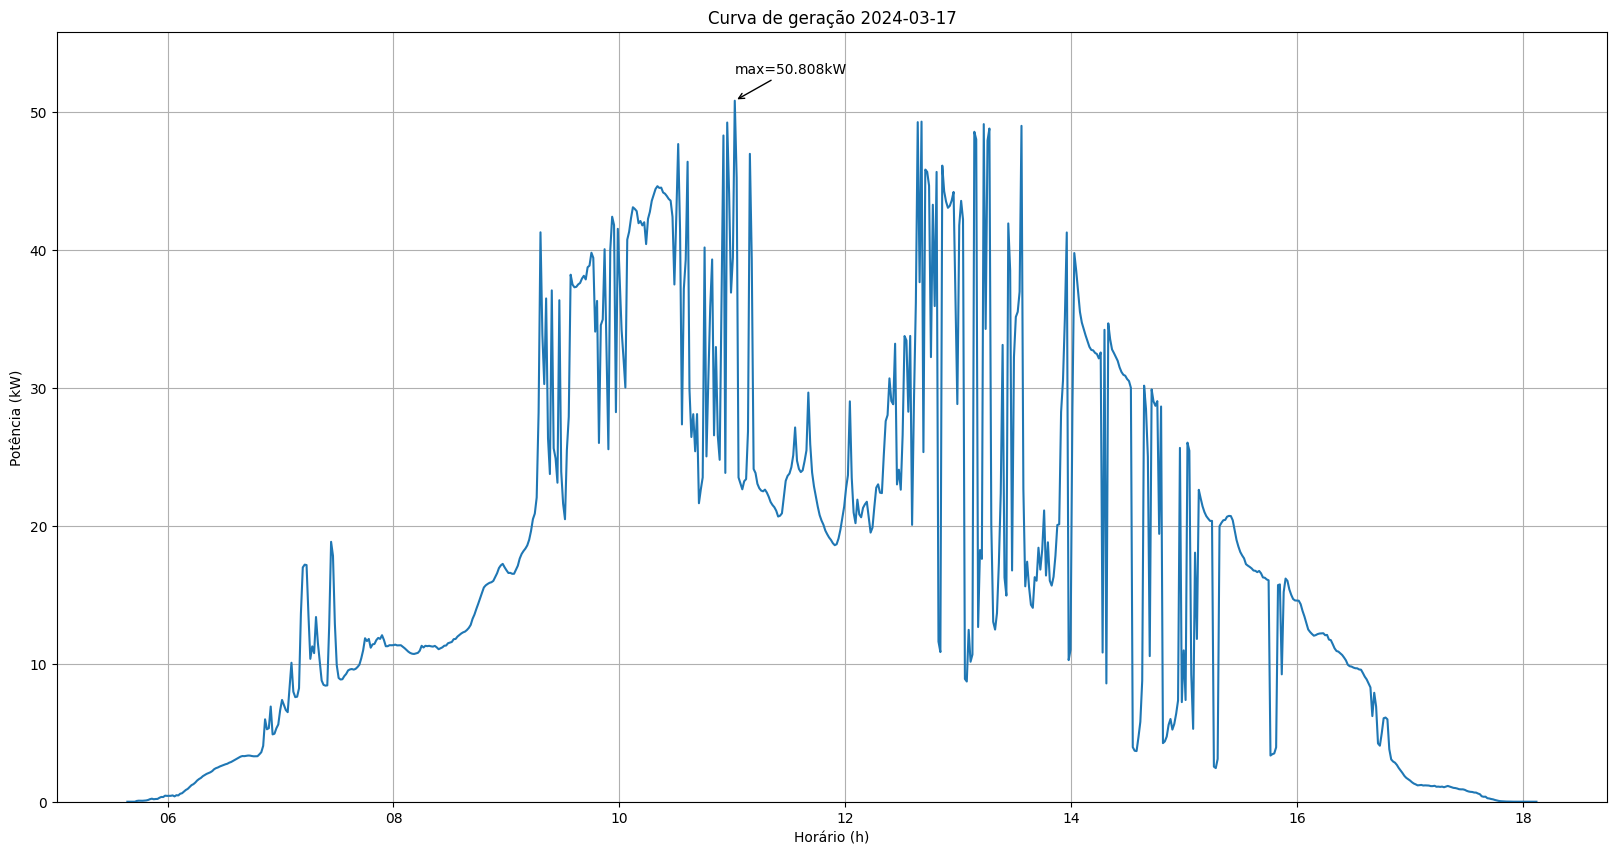 Curva de geração 2024-03-17
max=50.808kW
Potência (kW)
50
40
30
20
10
0
06 08 10 12 14 16 18
Horário (h)